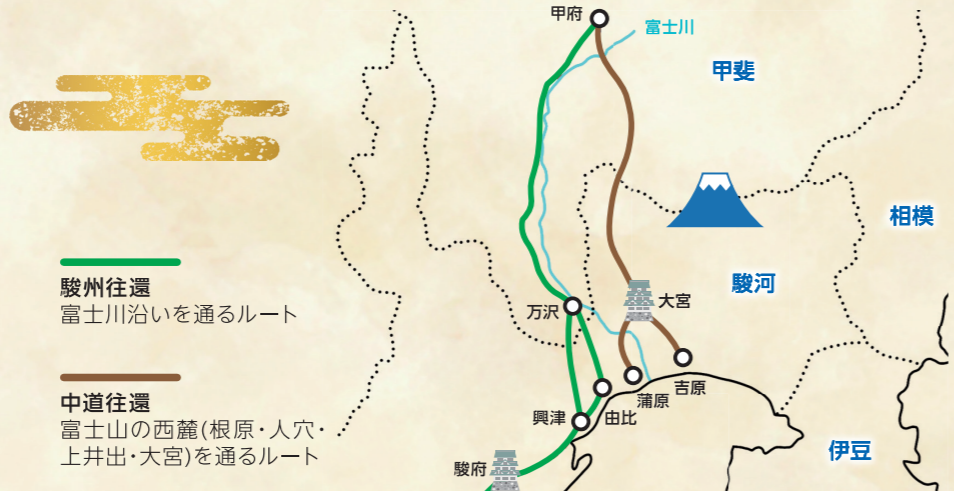 甲府
富士川
甲斐
相模
駿河
駿州往還
富士川沿いを通るルート
大宮
万沢
中道往還
富士山の西麓(根原・人穴・
上井出・大宮)を通るルート
吉原
蒲原
由比
興津
伊豆
駿府